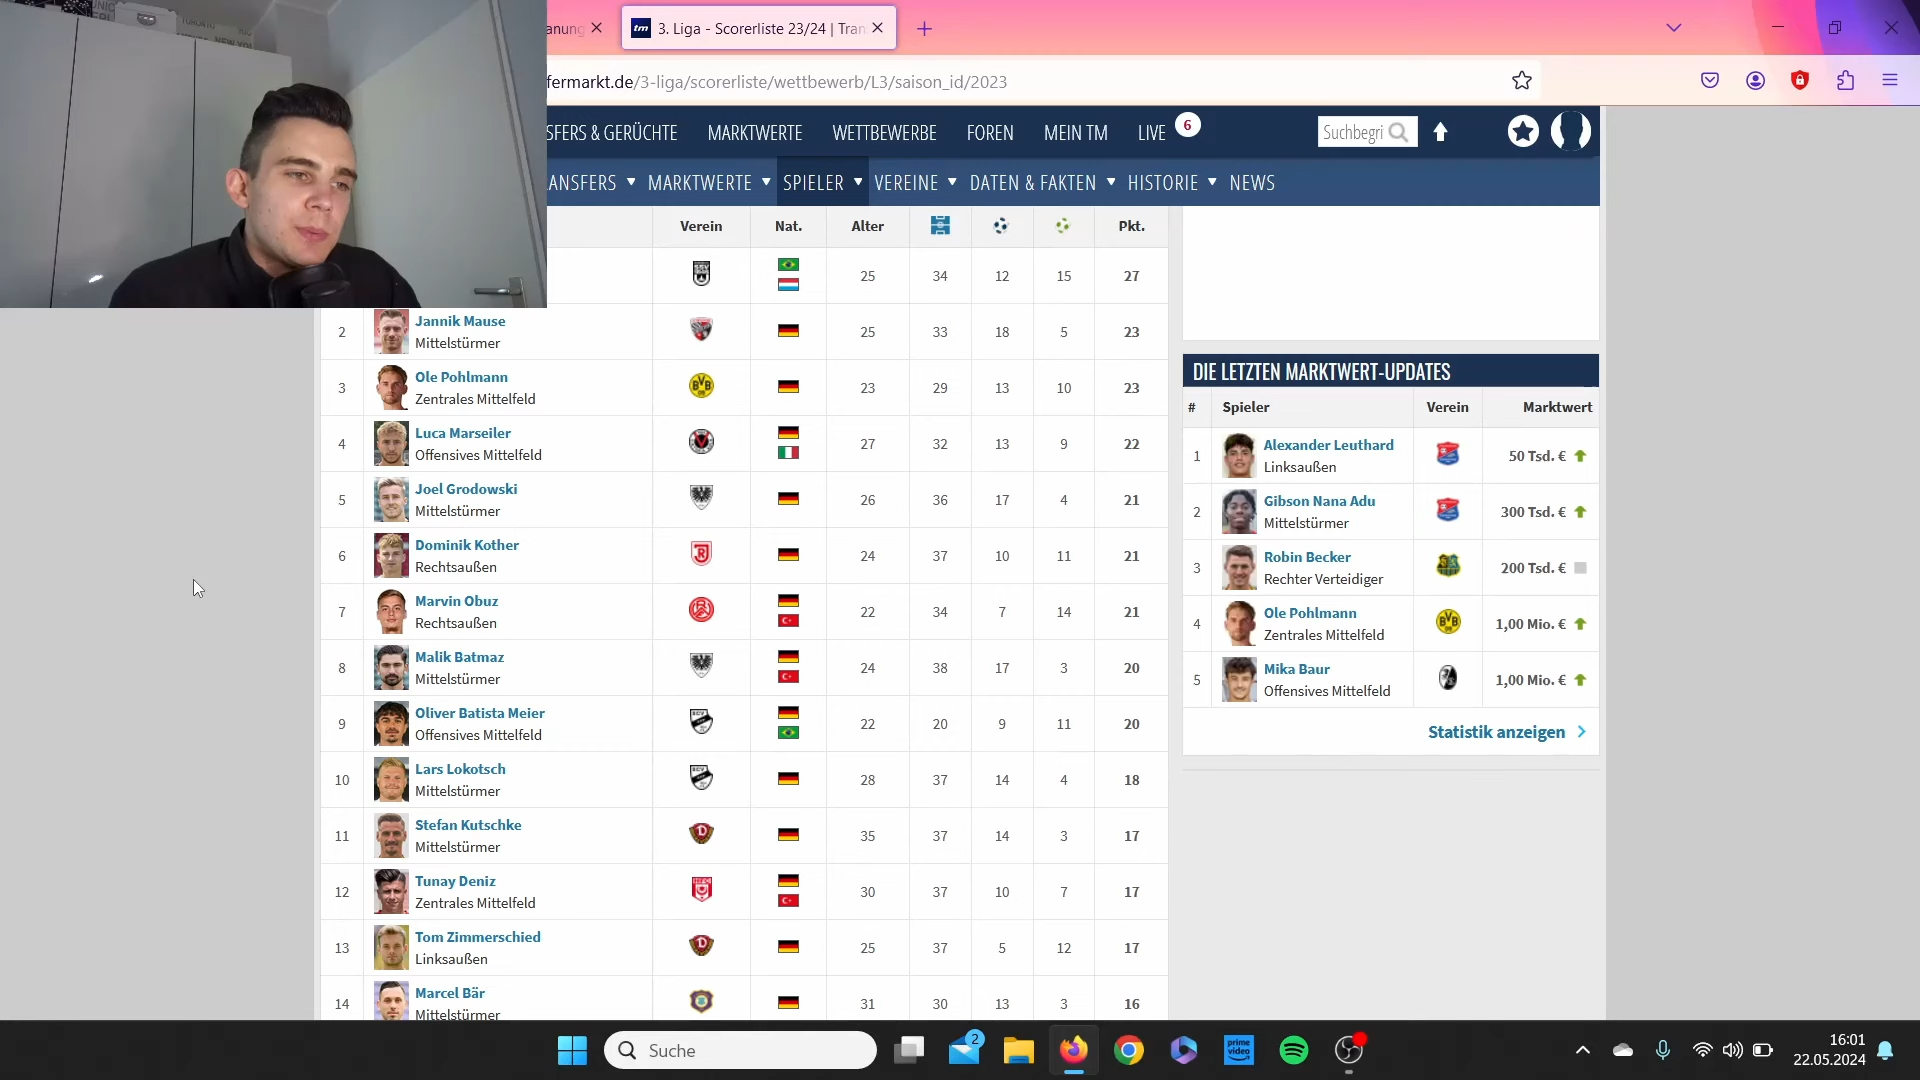 TORONTO
anung
3. Liga - Scorerliste 23/24 | Tran
fermarkt.de/3-liga/scorerliste/wettbewerb/L3/saison_id/2023
SFERS & GERÜCHTE MARKTWERTE WETTBEWERBE FOREN MEIN TM LIVE 6 Suchbegri
ANSFERS MARKTWERTE SPIELER VEREINE DATEN & FAKTEN HISTORIE NEWS
Verein Nat. Alter Pkt.
25 34 12 15 27
2 Jannik Mause 25 33 18 5 23
Mittelstürmer
3 Ole Pohlmann 23 29 13 10 23
Zentrales Mittelfeld
4 Luca Marseiler 27 32 13 9 22
Offensives Mittelfeld
5 Joel Grodowski 26 36 17 4 21
Mittelstürmer
6 Dominik Kother 24 37 10 11 21
Rechtsaußen
7 Marvin Obuz 22 34 7 14 21
Rechtsaußen
8 Malik Batmaz 24 38 17 3 20
Mittelstürmer
9 Oliver Batista Meier 22 20 9 11 20
Offensives Mittelfeld
10 Lars Lokotsch 28 37 14 4 18
Mittelstürmer
11 Stefan Kutschke 35 37 14 3 17
Mittelstürmer
12 Tunay Deniz 30 37 10 7 17
Zentrales Mittelfeld
13 Tom Zimmerschied 25 37 5 12 17
Linksaußen
14 Marcel Bär 31 30 13 3 16
Mittelstürmer
DIE LETZTEN MARKTWERT-UPDATES
# Spieler Verein Marktwert
1 Alexander Leuthard 50 Tsd. €
Linksaußen
2 Gibson Nana Adu 300 Tsd. €
Mittelstürmer
3 Robin Becker 200 Tsd. €
Rechter Verteidiger
4 Ole Pohlmann 1,00 Mio. €
Zentrales Mittelfeld
5 Mika Baur 1,00 Mio. €
Offensives Mittelfeld
Statistik anzeigen
Suche 2 prime video 16:01
22.05.2024